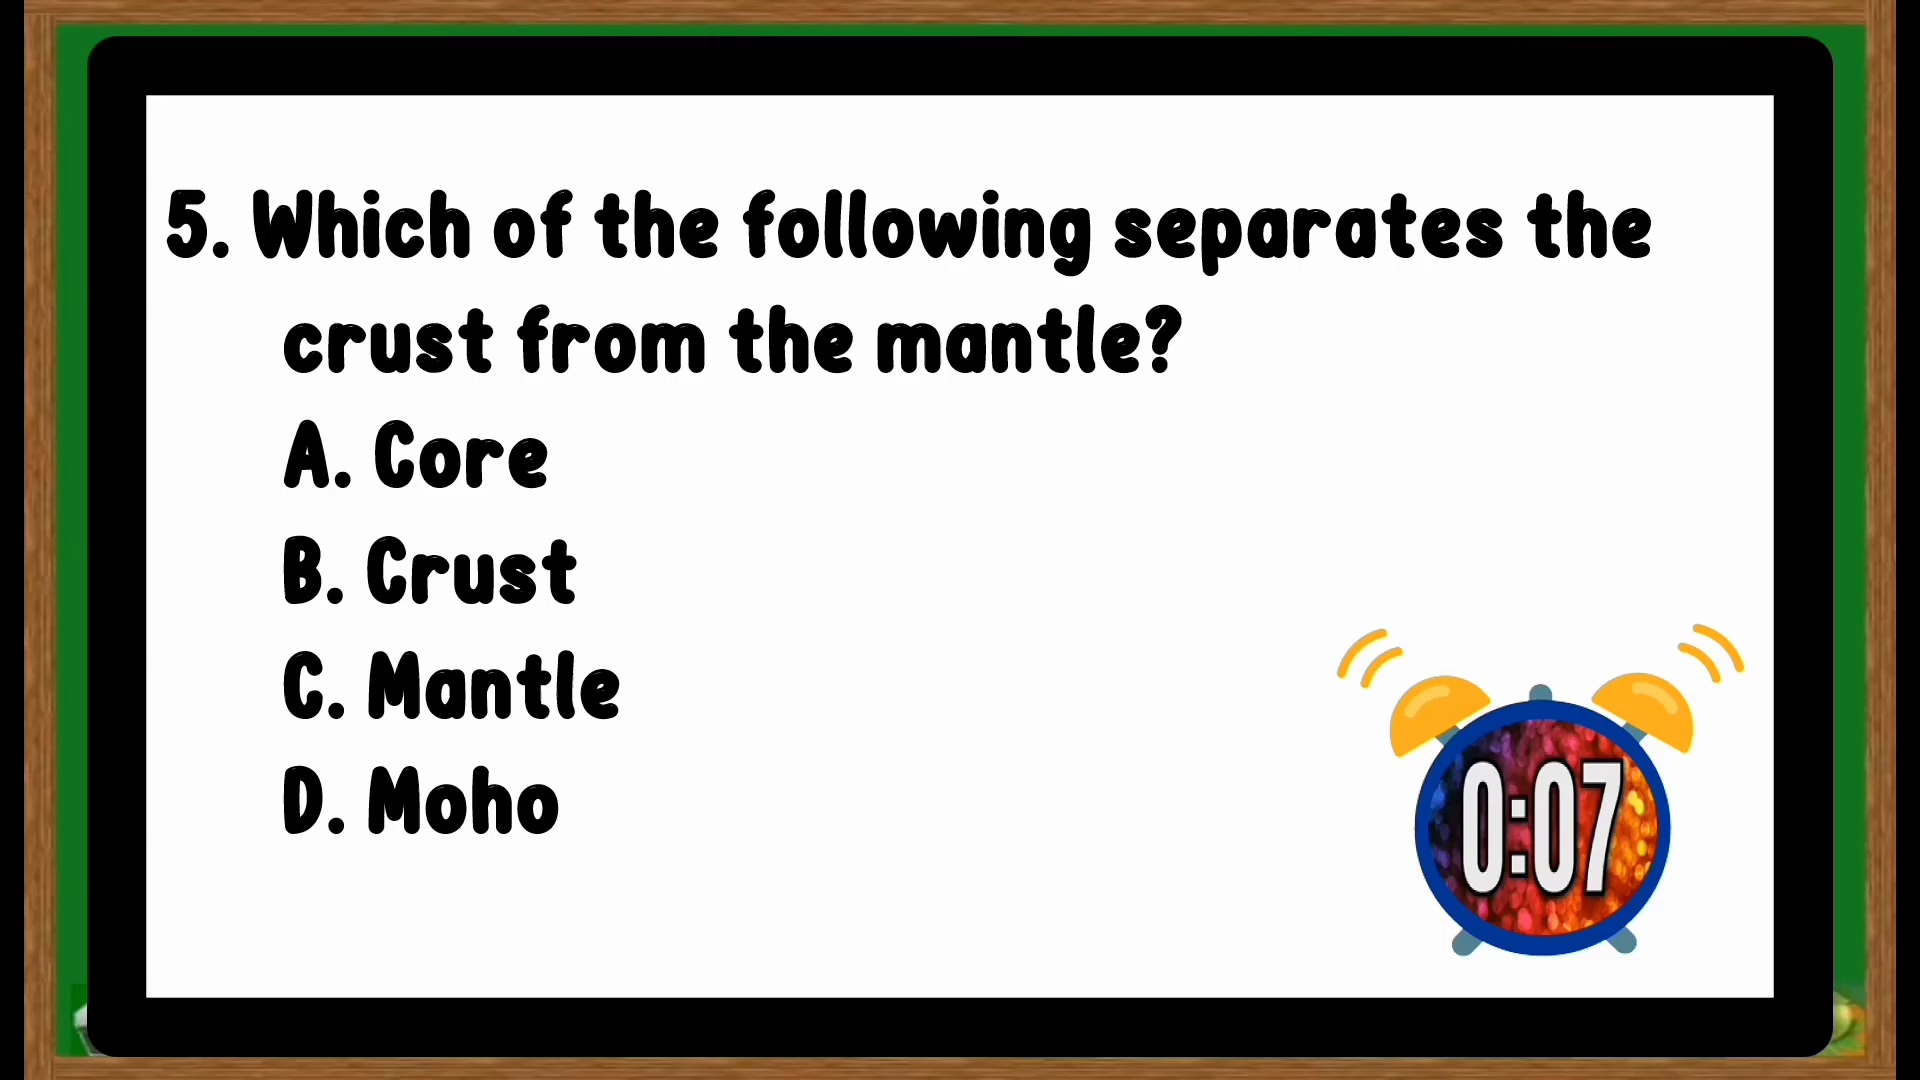 5. Which of the following separates the
crust from the mantle?
A. Core
B. Crust
C. Mantle
D. Moho
0:07